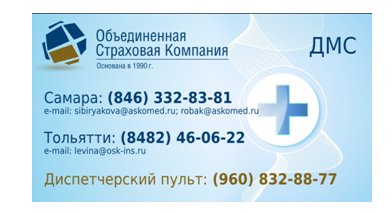 Объединенная
Страховая Компания
Основана в 1990 г.
ДМС
Самара: (846) 332-83-81
e-mail: sibiryakova@askomed.ru; robak@askomed.ru
Тольятти: (8482) 46-06-22
e-mail: levina@osk-ins.ru
Диспетчерский пульт: (960) 832-88-77